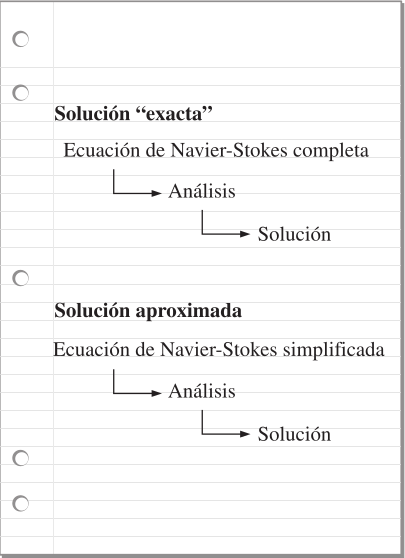 Solución “exacta”
Ecuación de Navier-Stokes completa
Análisis
Solución
Solución aproximada
Ecuación de Navier-Stokes simplificada
Análisis
Solución